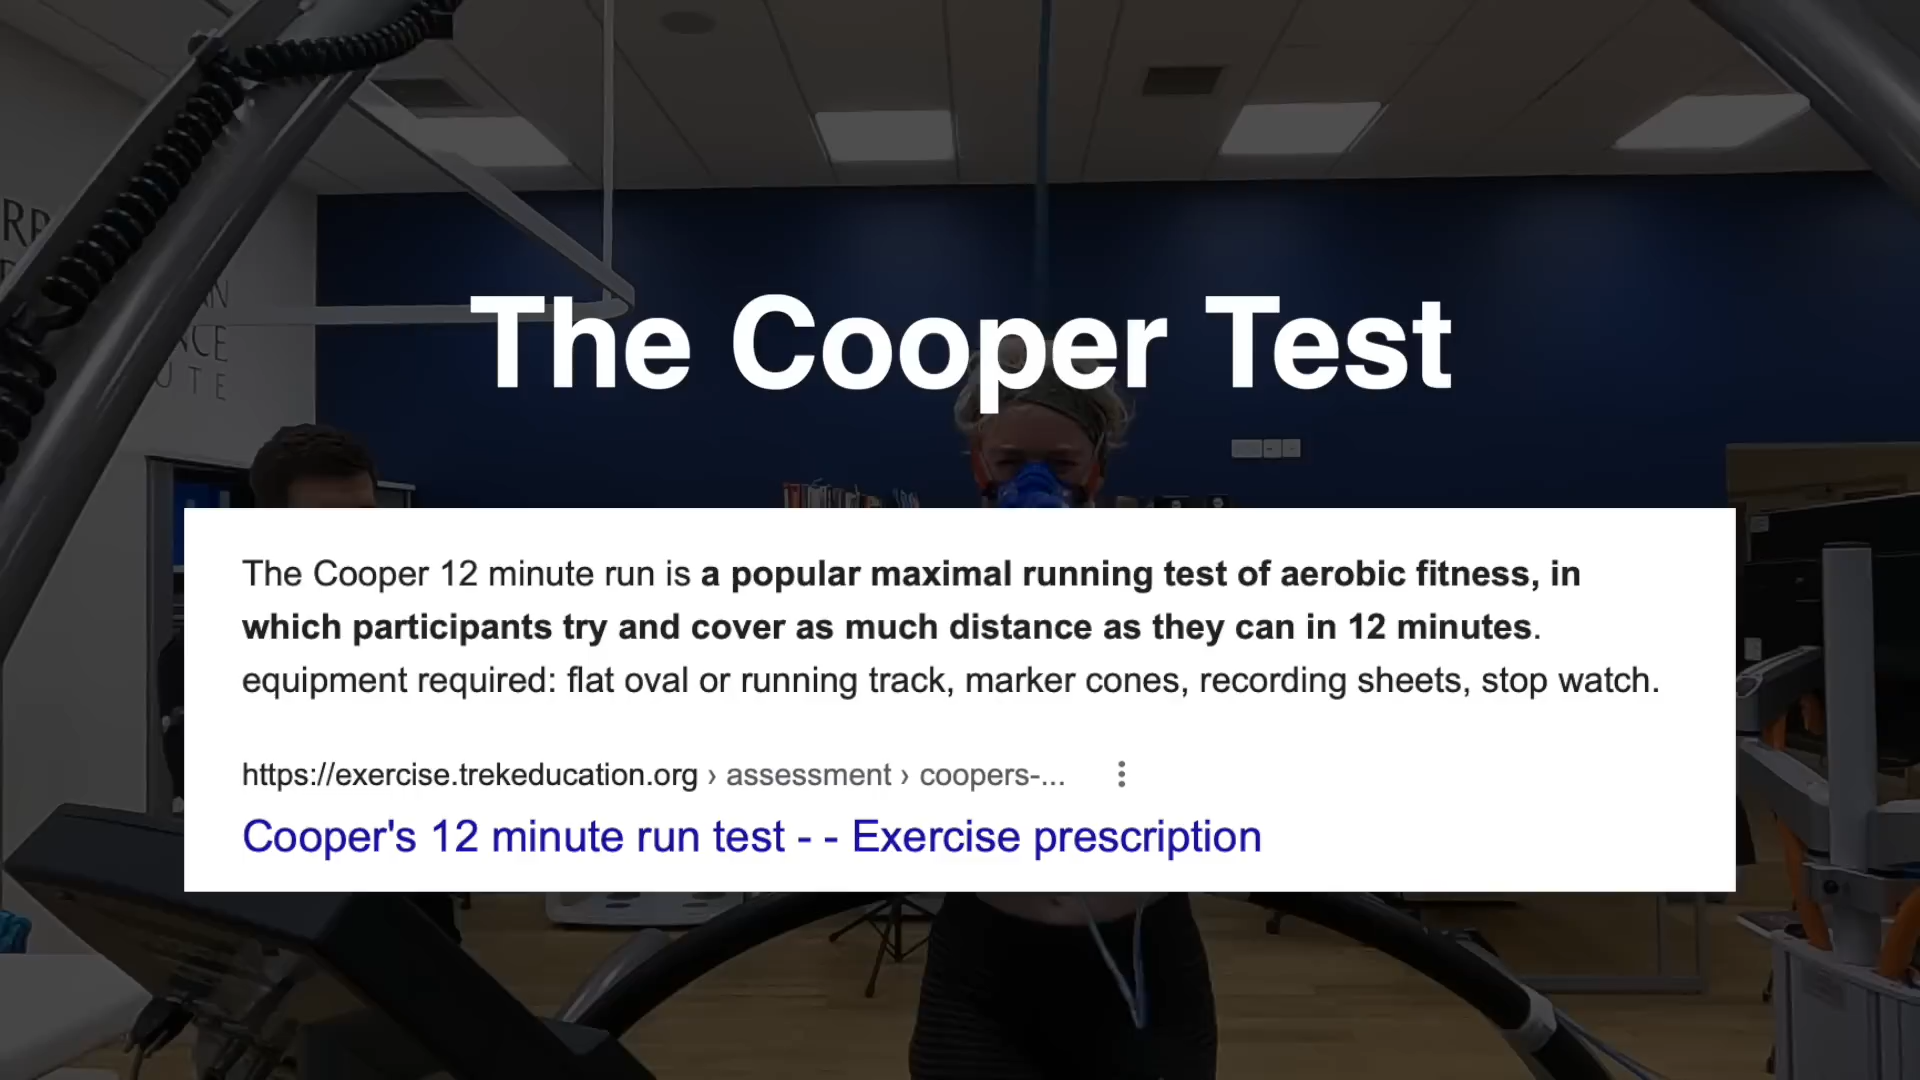 The Cooper Test
The Cooper 12 minute run is a popular maximal running test of aerobic fitness, in
which participants try and cover as much distance as they can in 12 minutes.
equipment required: flat oval or running track, marker cones, recording sheets, stop watch.
https://exercise.trekeducation.org › assessment › coopers-...
Cooper's 12 minute run test - - Exercise prescription